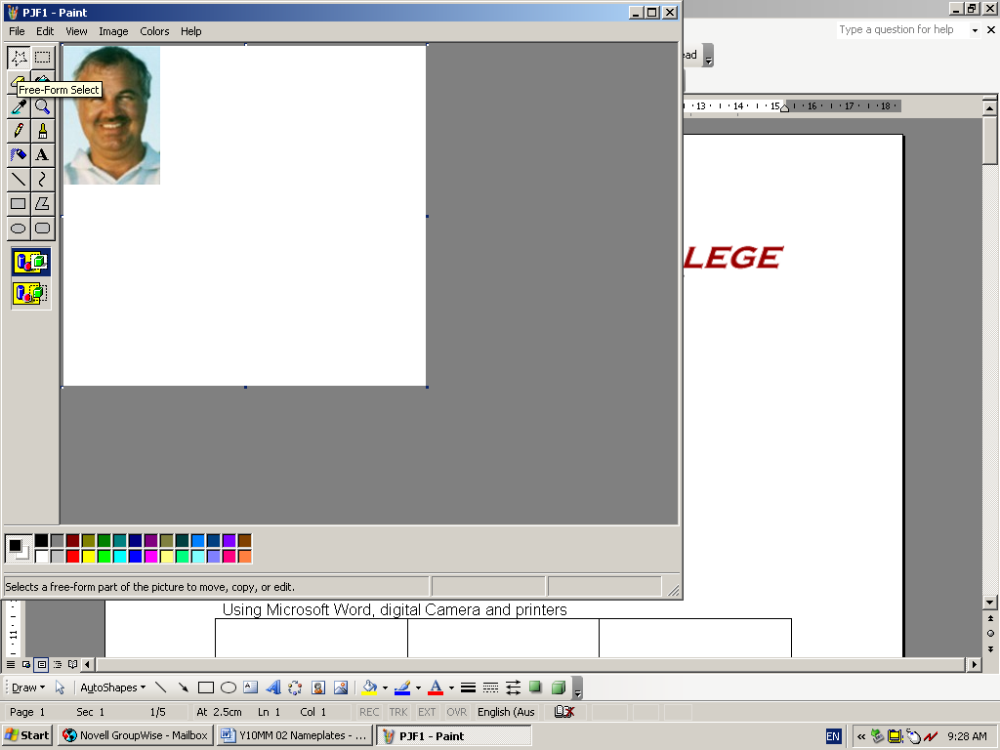 PJF1 - Paint
File Edit View Image Colors Help
Type a question for help
ead
Free-Form Select
A
13 14 15 16 17 18
LEGE
Selects a free-form part of the picture to move, copy, or edit.
Using Microsoft Word, digital Camera and printers
11
Draw AutoShapes A
Page 1 Sec 1 1/5 At 2.5cm Ln 1 Col 1 REC TRK EXT OVR English (Aus
Start Novell GroupWise - Mailbox Y10MM 02 Nameplates - ... PJF1 - Paint EN « 9:28 AM